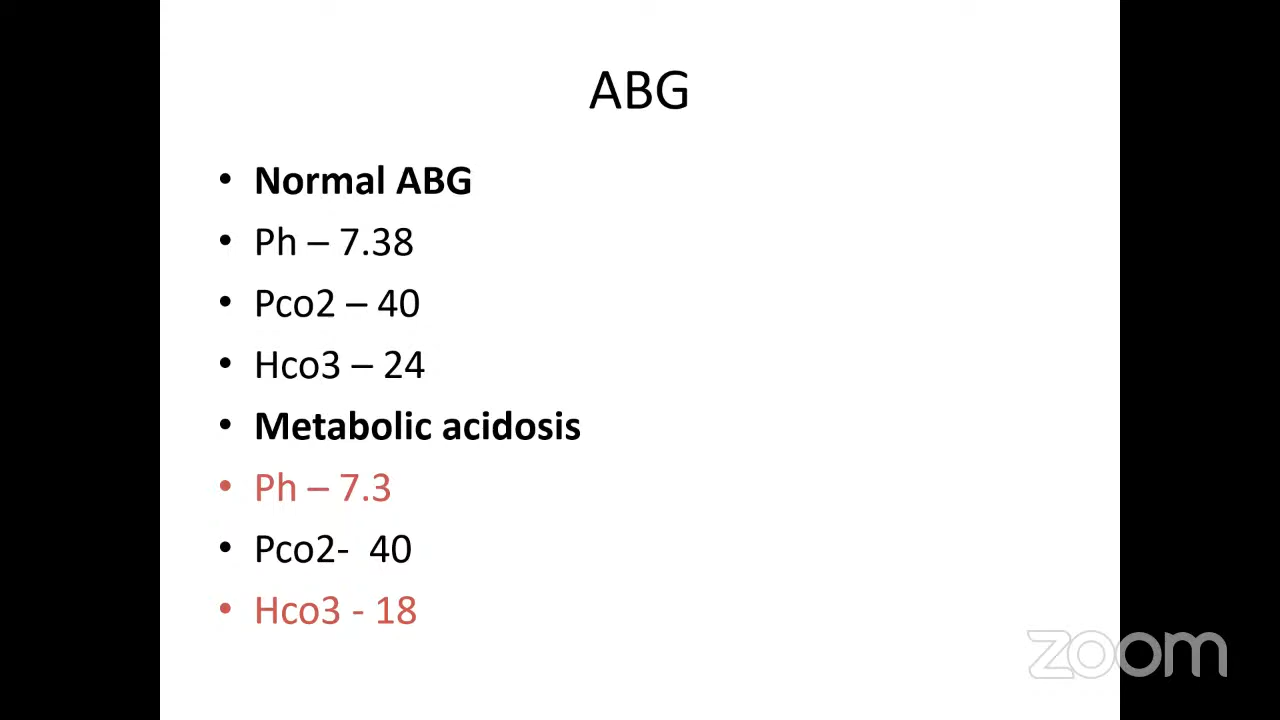 ABG
• Normal ABG
• Ph – 7.38
• Pco2 – 40
• Hco3 – 24
• Metabolic acidosis
• Ph – 7.3
• Pco2-  40
• Hco3 - 18
zoom